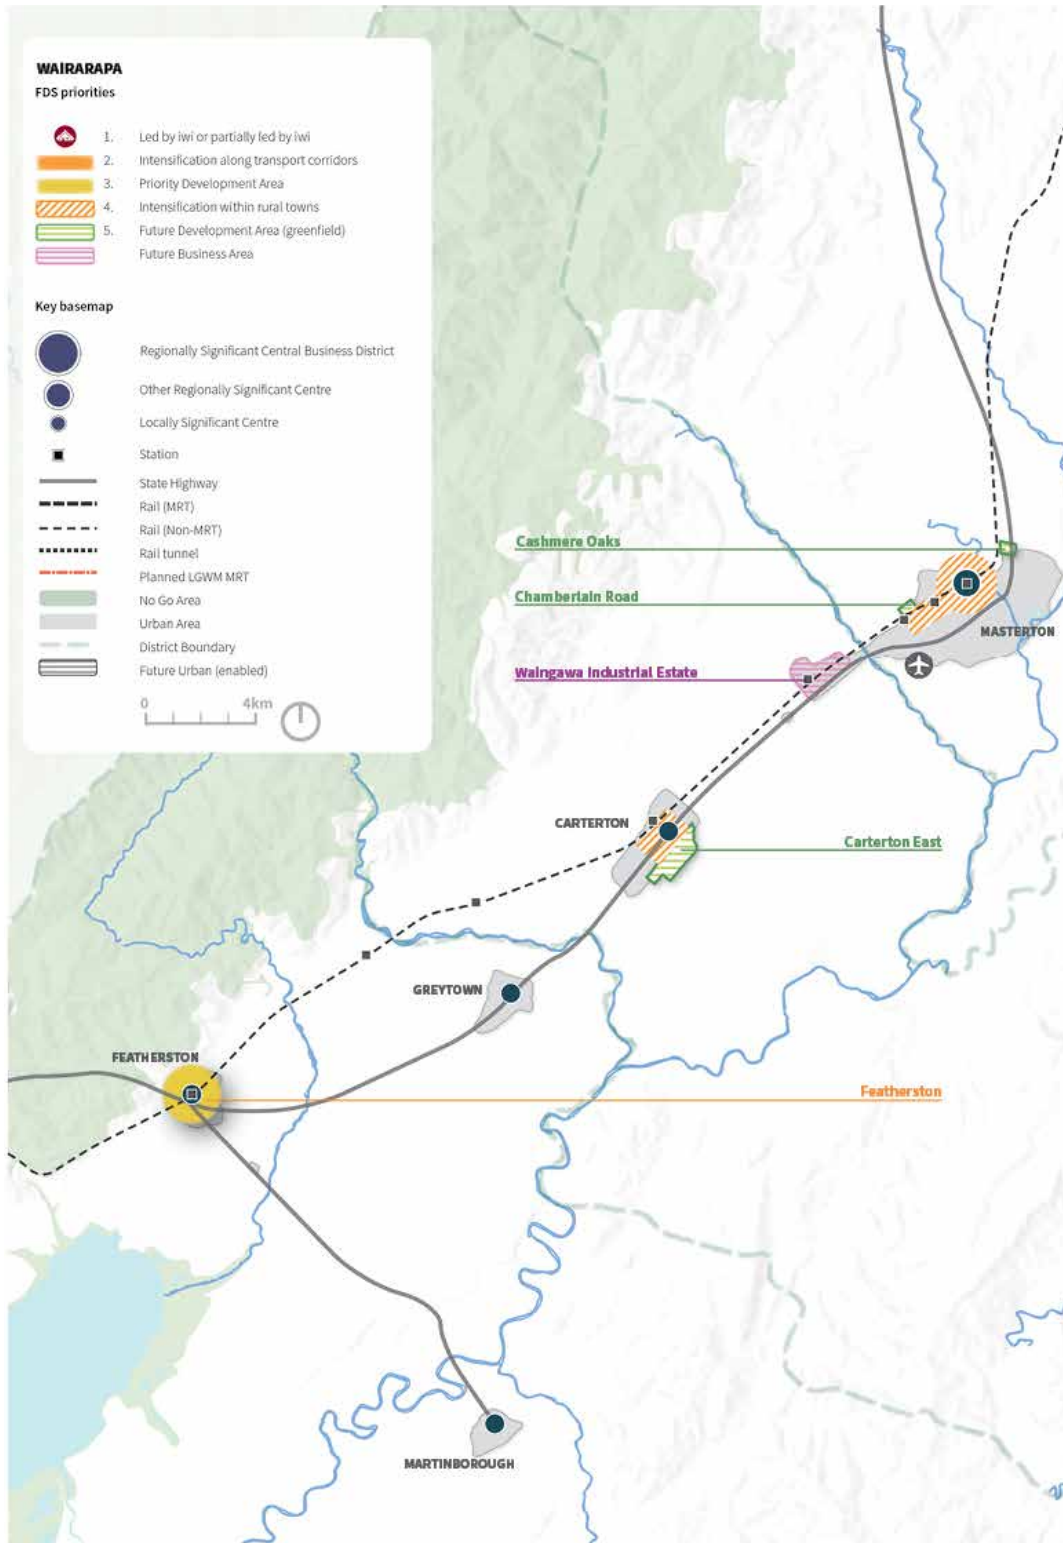 WAIRARAPA
FDS priorities
1. Led by iwi or partially led by iwi
2. Intensification along transport corridors
3. Priority Development Area
4. Intensification within rural towns
5. Future Development Area (greenfield)
Future Business Area
Key basemap
Regionally Significant Central Business District
Other Regionally Significant Centre
Locally Significant Centre
Station
State Highway
Rail (MRT)
Rail (Non-MRT)
Rail tunnel
Planned LGWM MRT
No Go Area
Urban Area
District Boundary
Future Urban (enabled)
0 4km
Cashmere Oaks
Chamberlain Road
MASTERTON
Waingawa Industrial Estate
CARTERTON
Carterton East
GREYTOWN
FEATHERSTON
Featherston
MARTINBOROUGH